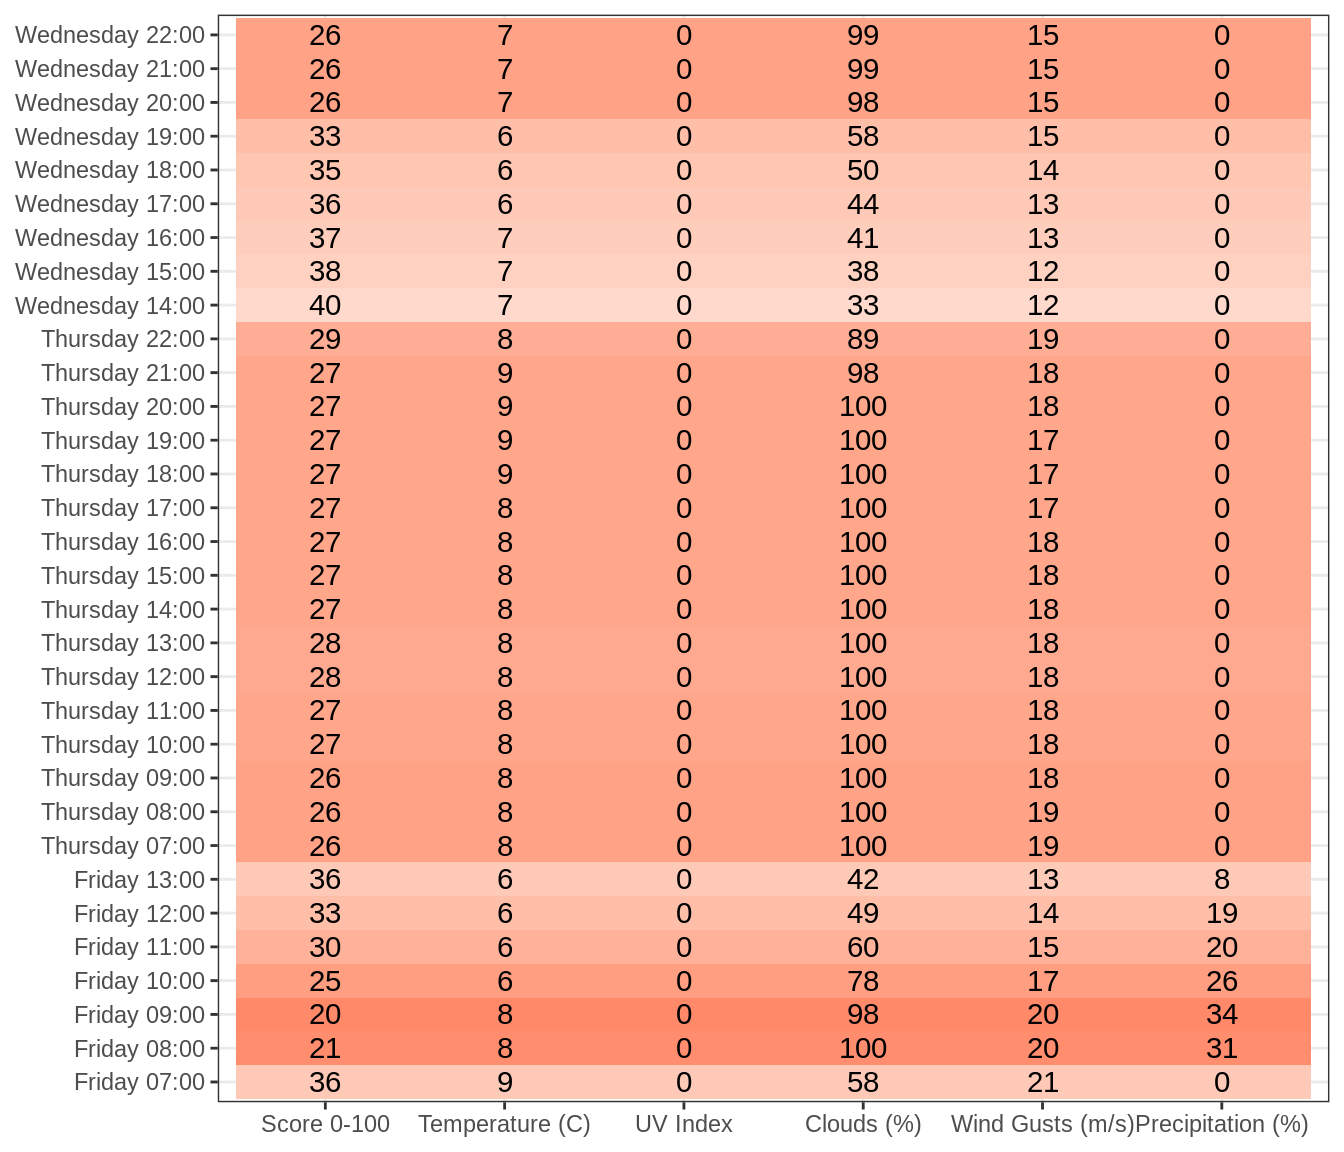 Wednesday 22:00 26 7 0 99 15 0
Wednesday 21:00 26 7 0 99 15 0
Wednesday 20:00 26 7 0 98 15 0
Wednesday 19:00 33 6 0 58 15 0
Wednesday 18:00 35 6 0 50 14 0
Wednesday 17:00 36 6 0 44 13 0
Wednesday 16:00 37 7 0 41 13 0
Wednesday 15:00 38 7 0 38 12 0
Wednesday 14:00 40 7 0 33 12 0
Thursday 22:00 29 8 0 89 19 0
Thursday 21:00 27 9 0 98 18 0
Thursday 20:00 27 9 0 100 18 0
Thursday 19:00 27 9 0 100 17 0
Thursday 18:00 27 9 0 100 17 0
Thursday 17:00 27 8 0 100 17 0
Thursday 16:00 27 8 0 100 18 0
Thursday 15:00 27 8 0 100 18 0
Thursday 14:00 27 8 0 100 18 0
Thursday 13:00 28 8 0 100 18 0
Thursday 12:00 28 8 0 100 18 0
Thursday 11:00 27 8 0 100 18 0
Thursday 10:00 27 8 0 100 18 0
Thursday 09:00 26 8 0 100 18 0
Thursday 08:00 26 8 0 100 19 0
Thursday 07:00 26 8 0 100 19 0
Friday 13:00 36 6 0 42 13 8
Friday 12:00 33 6 0 49 14 19
Friday 11:00 30 6 0 60 15 20
Friday 10:00 25 6 0 78 17 26
Friday 09:00 20 8 0 98 20 34
Friday 08:00 21 8 0 100 20 31
Friday 07:00 36 9 0 58 21 0
Score 0-100 Temperature (C) UV Index Clouds (%) Wind Gusts (m/s) Precipitation (%)